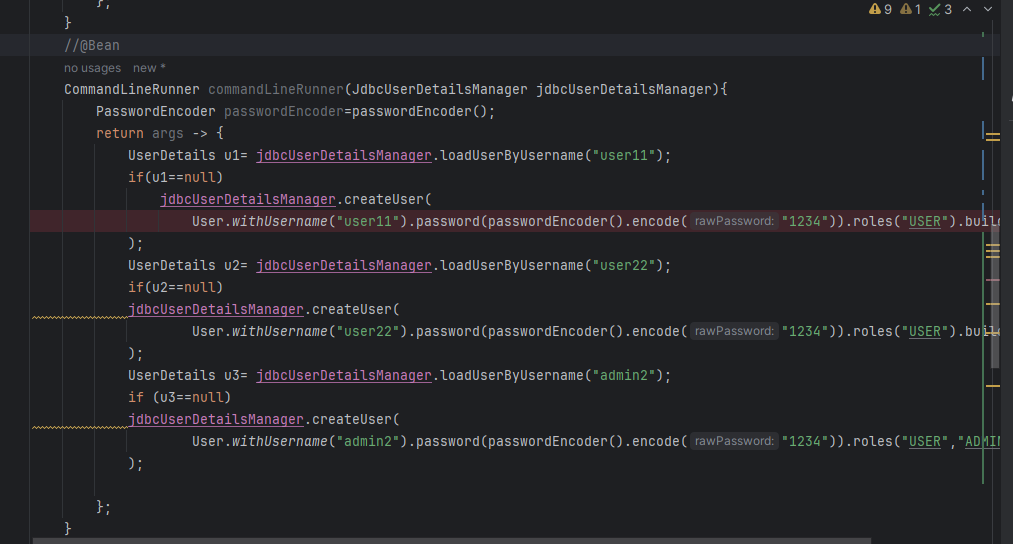 };
9 1 3
}
//@Bean
no usages new *
CommandLineRunner commandLineRunner(JdbcUserDetailsManager jdbcUserDetailsManager){
PasswordEncoder passwordEncoder=passwordEncoder();
return args -> {
UserDetails u1= jdbcUserDetailsManager.loadUserByUsername("user11");
if(u1==null)
jdbcUserDetailsManager.createUser(
User.withUsername("user11").password(passwordEncoder().encode( rawPassword: "1234")).roles("USER").buil
);
UserDetails u2= jdbcUserDetailsManager.loadUserByUsername("user22");
if(u2==null)
jdbcUserDetailsManager.createUser(
User.withUsername("user22").password(passwordEncoder().encode( rawPassword: "1234")).roles("USER").buil
);
UserDetails u3= jdbcUserDetailsManager.loadUserByUsername("admin2");
if (u3==null)
jdbcUserDetailsManager.createUser(
User.withUsername("admin2").password(passwordEncoder().encode( rawPassword: "1234")).roles("USER","ADMIN
);
};
}